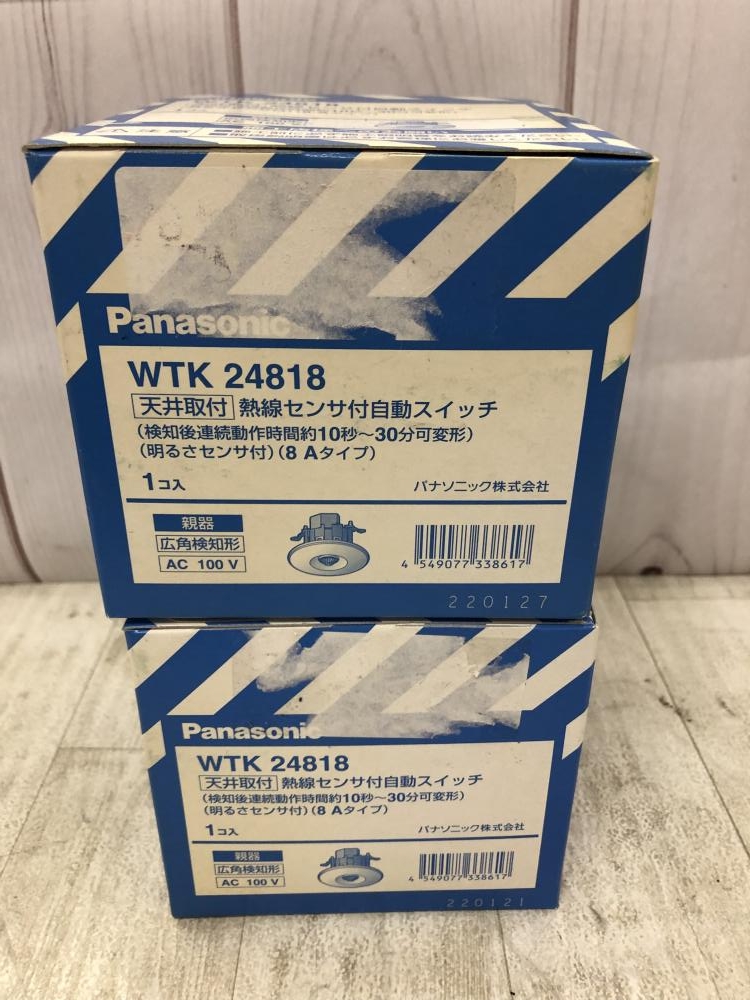 Panasonic
WTK 24818
天井取付 熱線センサ付自動スイッチ
(検知後連続動作時間約10秒〜30分可変形)
(明るさセンサ付)(8 Aタイプ)
1コ入 パナソニック株式会社
親器
広角検知形
AC 100 V
4 549077 338617
220127
Panasonic
WTK 24818
天井取付 熱線センサ付自動スイッチ
(検知後連続動作時間約10秒〜30分可変形)
(明るさセンサ付)(8 Aタイプ)
1コ入 パナソニック株式会社
親器
広角検知形
AC 100 V
4 549077 338617
220121